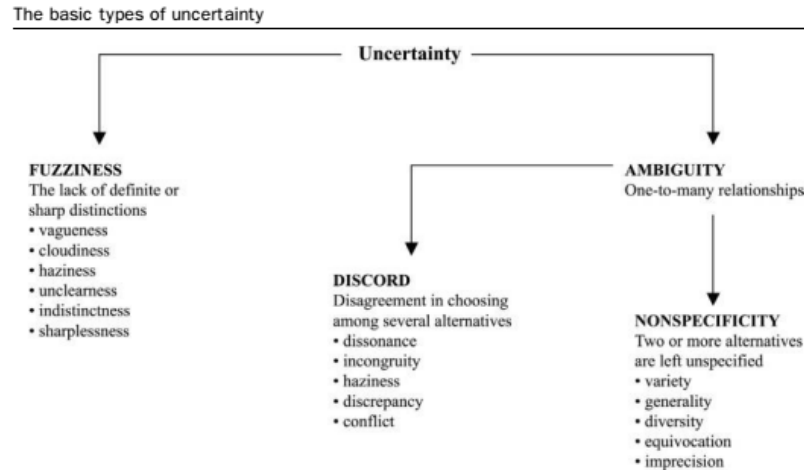 The basic types of uncertainty
Uncertainty
FUZZINESS
The lack of definite or
sharp distinctions
• vagueness
• cloudiness
• haziness
• unclearness
• indistinctness
• sharplessness
AMBIGUITY
One-to-many relationships
DISCORD
Disagreement in choosing
among several alternatives
• dissonance
• incongruity
• haziness
• discrepancy
• conflict
NONSPECIFICITY
Two or more alternatives
are left unspecified
• variety
• generality
• diversity
• equivocation
• imprecision